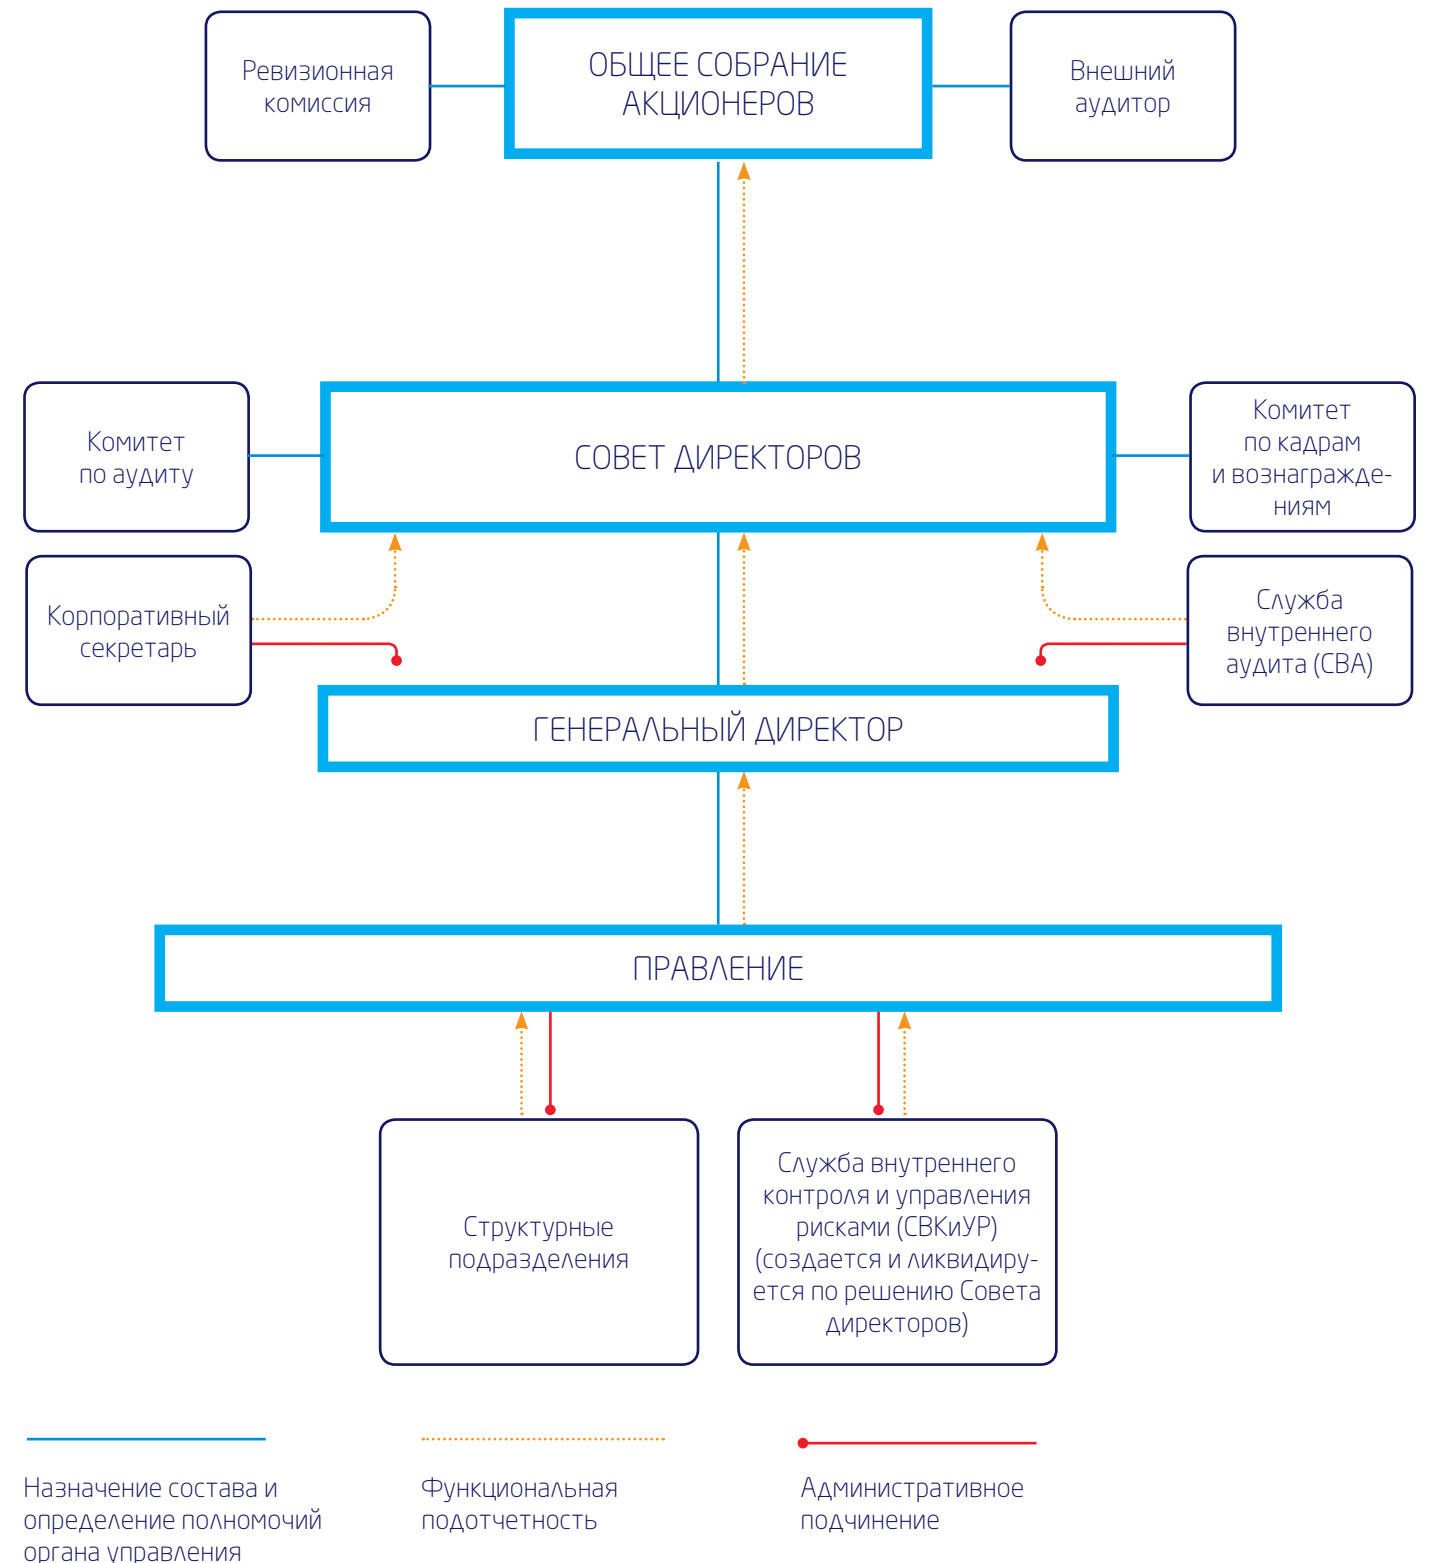 Ревизионная
комиссия
ОБЩЕЕ СОБРАНИЕ
АКЦИОНЕРОВ
Внешний
аудитор
Комитет
по аудиту
СОВЕТ ДИРЕКТОРОВ
Комитет
по кадрам
и вознагражде-
ниям
Корпоративный
секретарь
Служба
внутреннего
аудита (СВА)
ГЕНЕРАЛЬНЫЙ ДИРЕКТОР
ПРАВЛЕНИЕ
Структурные
подразделения
Служба внутреннего
контроля и управления
рисками (СВКиУР)
(создается и ликвидиру-
ется по решению Совета
директоров)
Назначение состава и
определение полномочий
органа управления
Функциональная
подотчетность
Административное
подчинение